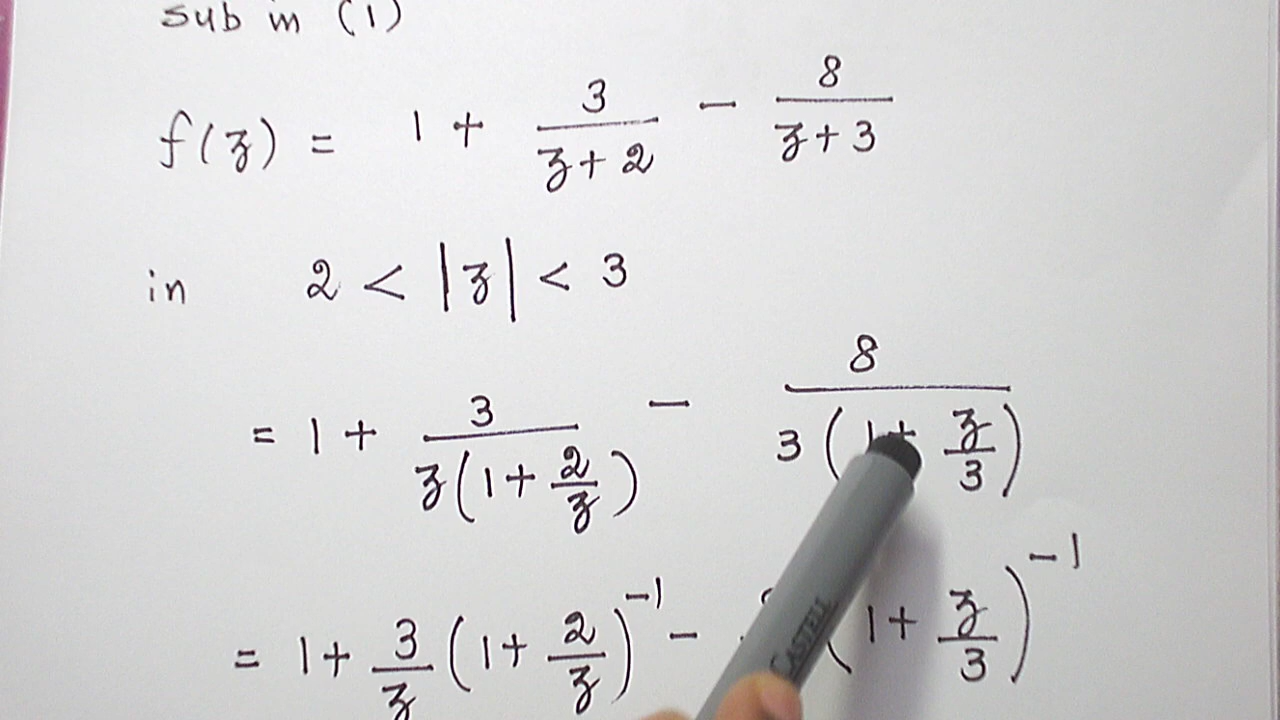 sub in (1)
f(z) = 1 + 3/(z+2) - 8/(z+3)
in 2 < |z| < 3
= 1 + 3/(z(1+2/z)) - 8/(3(1+z/3))
= 1 + 3/z (1+2/z)^-1 - (1+z/3)^-1
CASTELL